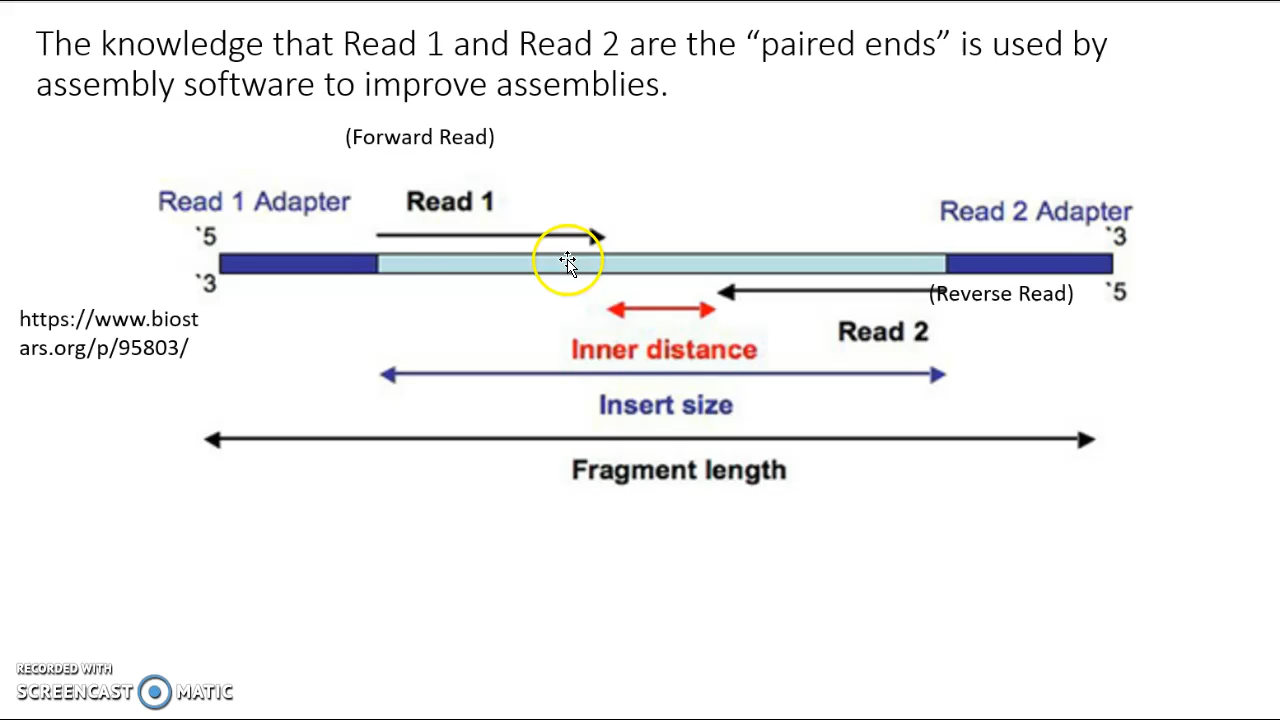 The knowledge that Read 1 and Read 2 are the “paired ends” is used by
assembly software to improve assemblies.
(Forward Read)
Read 1 Adapter
Read 1
Read 2 Adapter
`5
`3
`3
`5
(Reverse Read)
https://www.biost
ars.org/p/95803/
Read 2
Inner distance
Insert size
Fragment length
RECORDED WITH
SCREENCAST MATIC